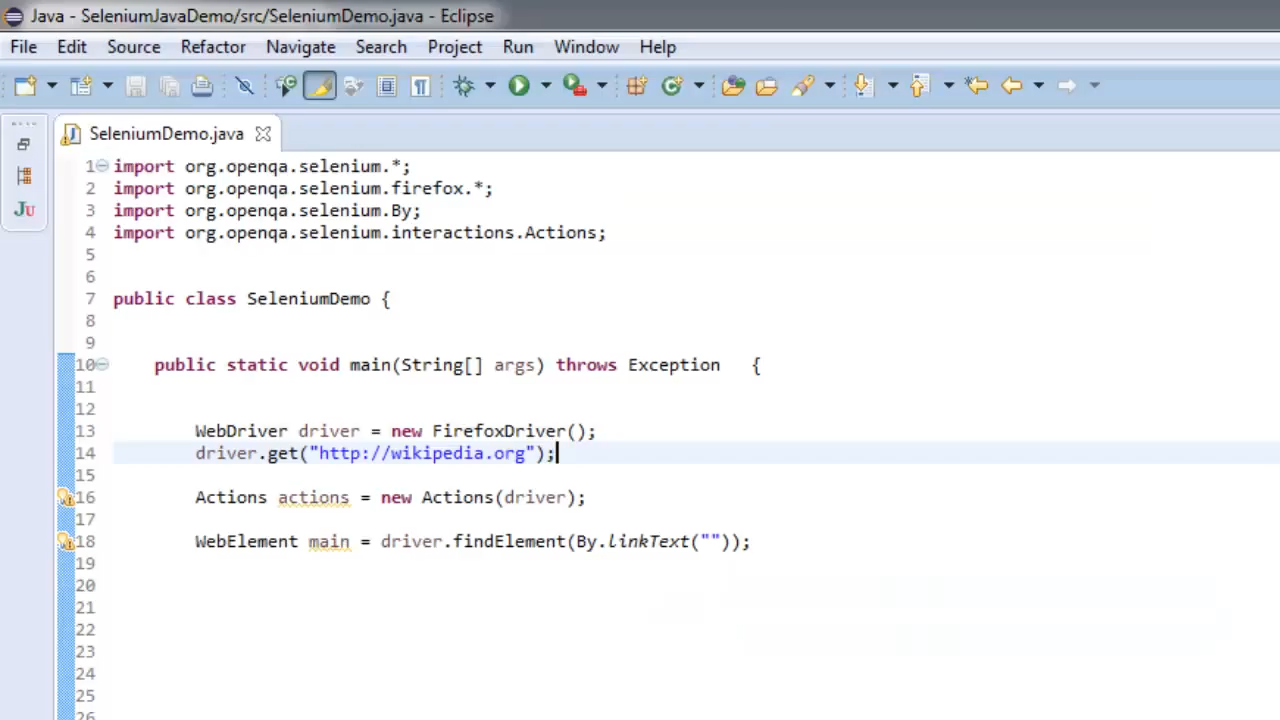 Java - SeleniumJavaDemo/src/SeleniumDemo.java - Eclipse
File Edit Source Refactor Navigate Search Project Run Window Help
SeleniumDemo.java
1 import org.openqa.selenium.*;
2 import org.openqa.selenium.firefox.*;
3 import org.openqa.selenium.By;
4 import org.openqa.selenium.interactions.Actions;
5
6
7 public class SeleniumDemo {
8
9
10 public static void main(String[] args) throws Exception {
11
12
13 WebDriver driver = new FirefoxDriver();
14 driver.get("http://wikipedia.org");
15
16 Actions actions = new Actions(driver);
17
18 WebElement main = driver.findElement(By.linkText(""));
19
20
21
22
23
24
25
26
JU